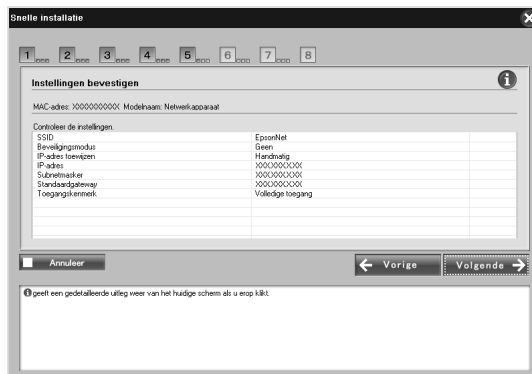 Snelle installatie
1 2 3 4 5 6 7 8
Instellingen bevestigen
MAC-adres: XXXXXXXXXX Modelnaam: Netwerkapparaat
Controleer de instellingen.
SSID EpsonNet
Beveiligingsmodus Geen
IP-adres toewijzen Handmatig
IP-adres XXXXXXXXXX
Subnetmasker XXXXXXXXXX
Standaardgateway XXXXXXXXXX
Toegangskenmerk Volledige toegang
Annuleer Vorige Volgende
geeft een gedetailleerde uitleg weer van het huidige scherm als u erop klikt.